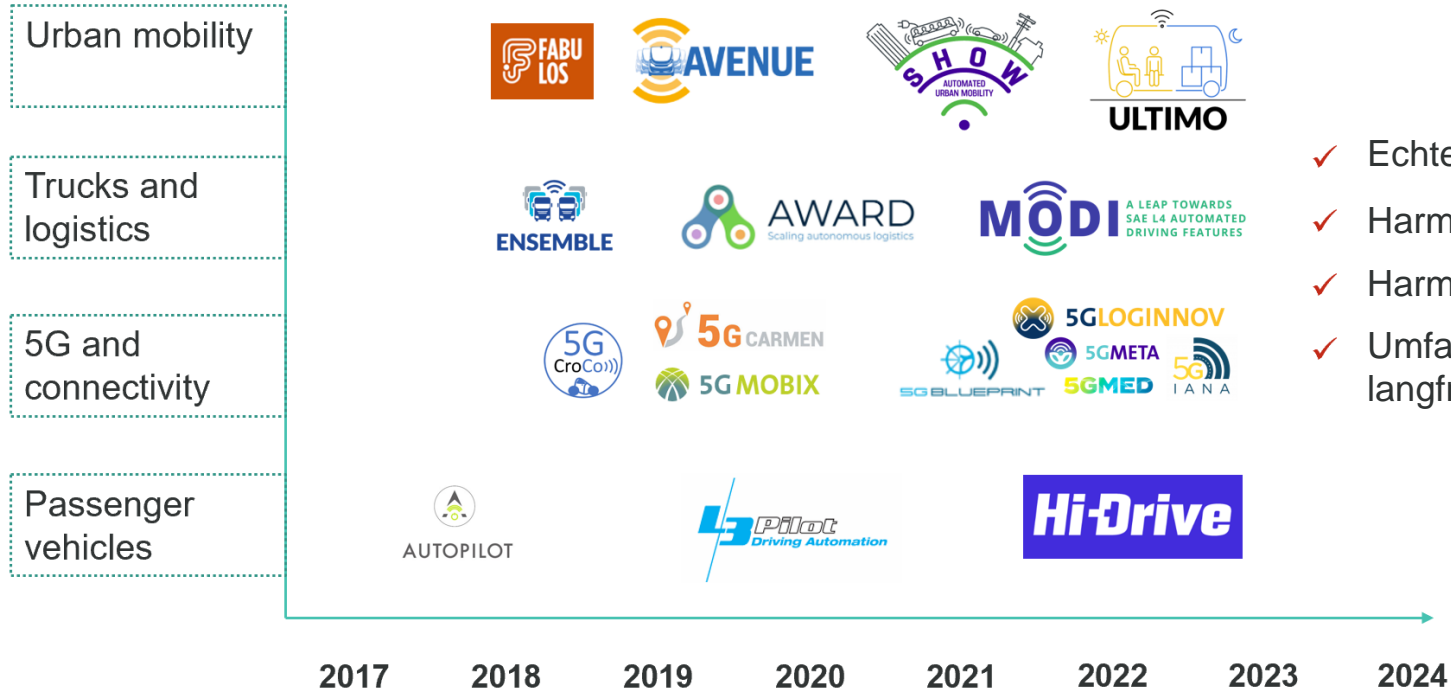 Urban mobility
FABU
LOS
AVENUE
SHOW
AUTOMATED
URBAN MOBILITY
ULTIMO
Trucks and
logistics
ENSEMBLE
AWARD
Scaling autonomous logistics
MODI
A LEAP TOWARDS
SAE L4 AUTOMATED
DRIVING FEATURES
5G and
connectivity
5G
CroCo
5G CARMEN
5G MOBIX
5G BLUEPRINT
5GLOGINNOV
5GMETA
5GMED
5G
IANA
Passenger
vehicles
AUTOPILOT
L3Pilot
Driving Automation
Hi-Drive
✓ Echte
✓ Harm
✓ Harm
✓ Umfa
langfr
2017 2018 2019 2020 2021 2022 2023 2024